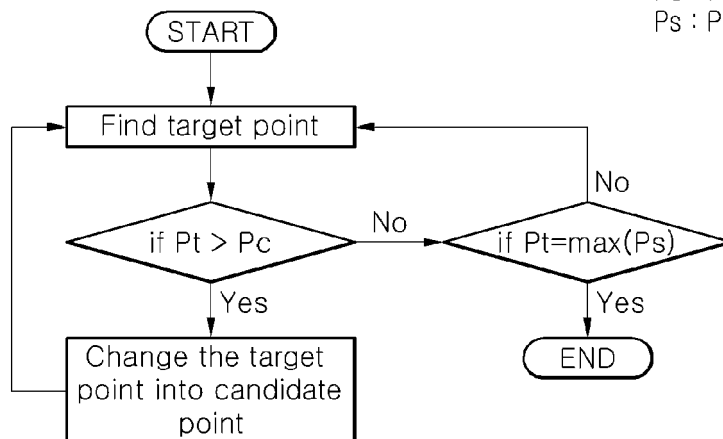 Ps : P
START
Find target point
No
if Pt > Pc
No
if Pt=max(Ps)
Yes
Yes
Change the target
point into candidate
point
END